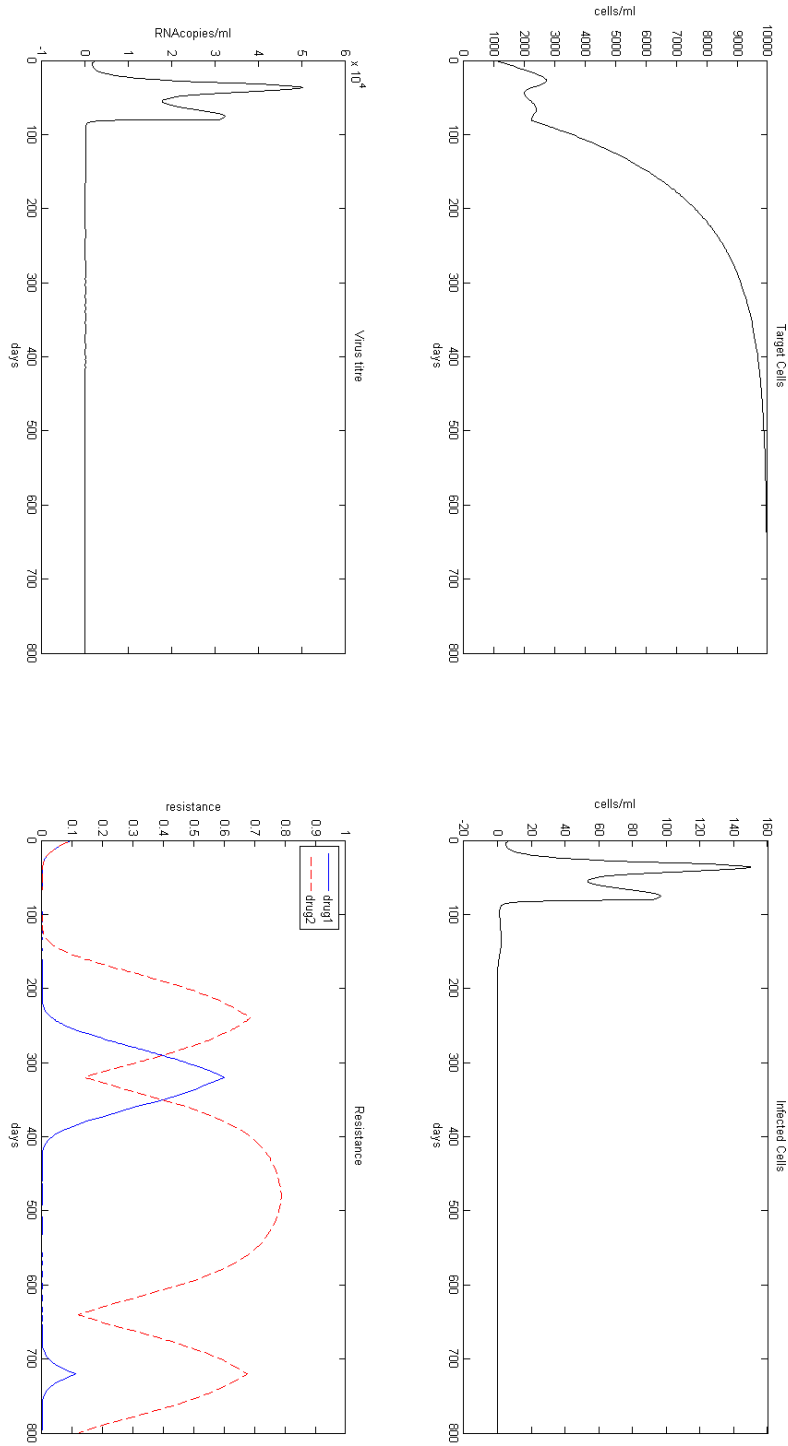 Target Cells
10000
9000
8000
7000
6000
5000
4000
3000
2000
1000
0
cells/ml
0 100 200 300 400 500 600 700 800
days
Infected Cells
160
140
120
100
80
60
40
20
0
-20
cells/ml
0 100 200 300 400 500 600 700 800
days
Virus titre
x 10^4
6
5
4
3
2
1
0
-1
RNAcopies/ml
0 100 200 300 400 500 600 700 800
days
Resistance
1
0.9
0.8
0.7
0.6
0.5
0.4
0.3
0.2
0.1
0
resistance
drug1
drug2
0 100 200 300 400 500 600 700 800
days